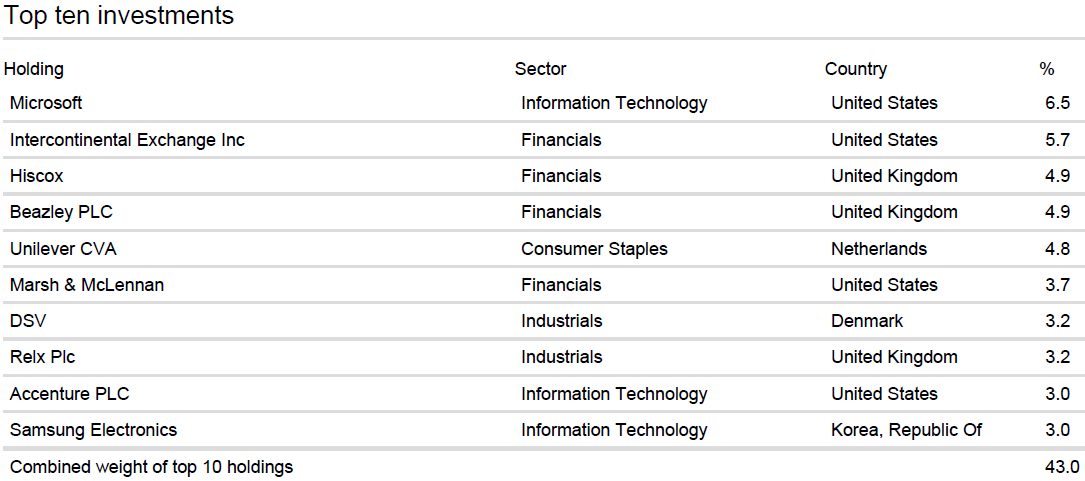 Top ten investments
Holding Sector Country %
Microsoft Information Technology United States 6.5
Intercontinental Exchange Inc Financials United States 5.7
Hiscox Financials United Kingdom 4.9
Beazley PLC Financials United Kingdom 4.9
Unilever CVA Consumer Staples Netherlands 4.8
Marsh & McLennan Financials United States 3.7
DSV Industrials Denmark 3.2
Relx Plc Industrials United Kingdom 3.2
Accenture PLC Information Technology United States 3.0
Samsung Electronics Information Technology Korea, Republic Of 3.0
Combined weight of top 10 holdings 43.0